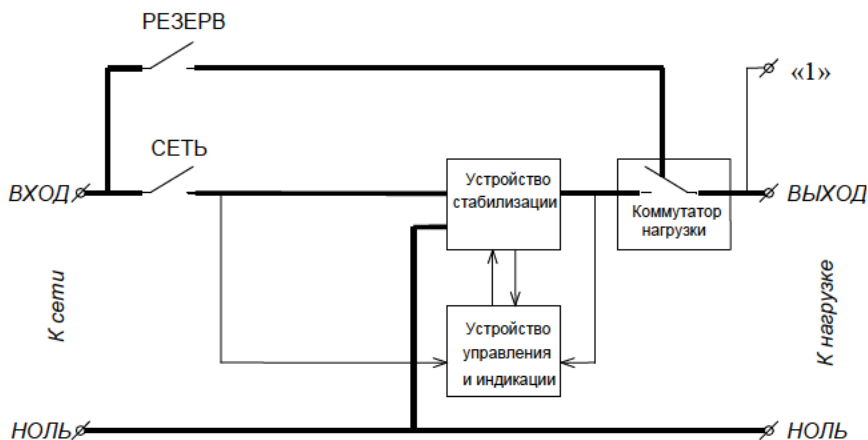 РЕЗЕРВ
«1»
СЕТЬ
ВХОД
Устройство
стабилизации
Коммутатор
нагрузки
ВЫХОД
К сети
К нагрузке
Устройство
управления
и индикации
НОЛЬ
НОЛЬ